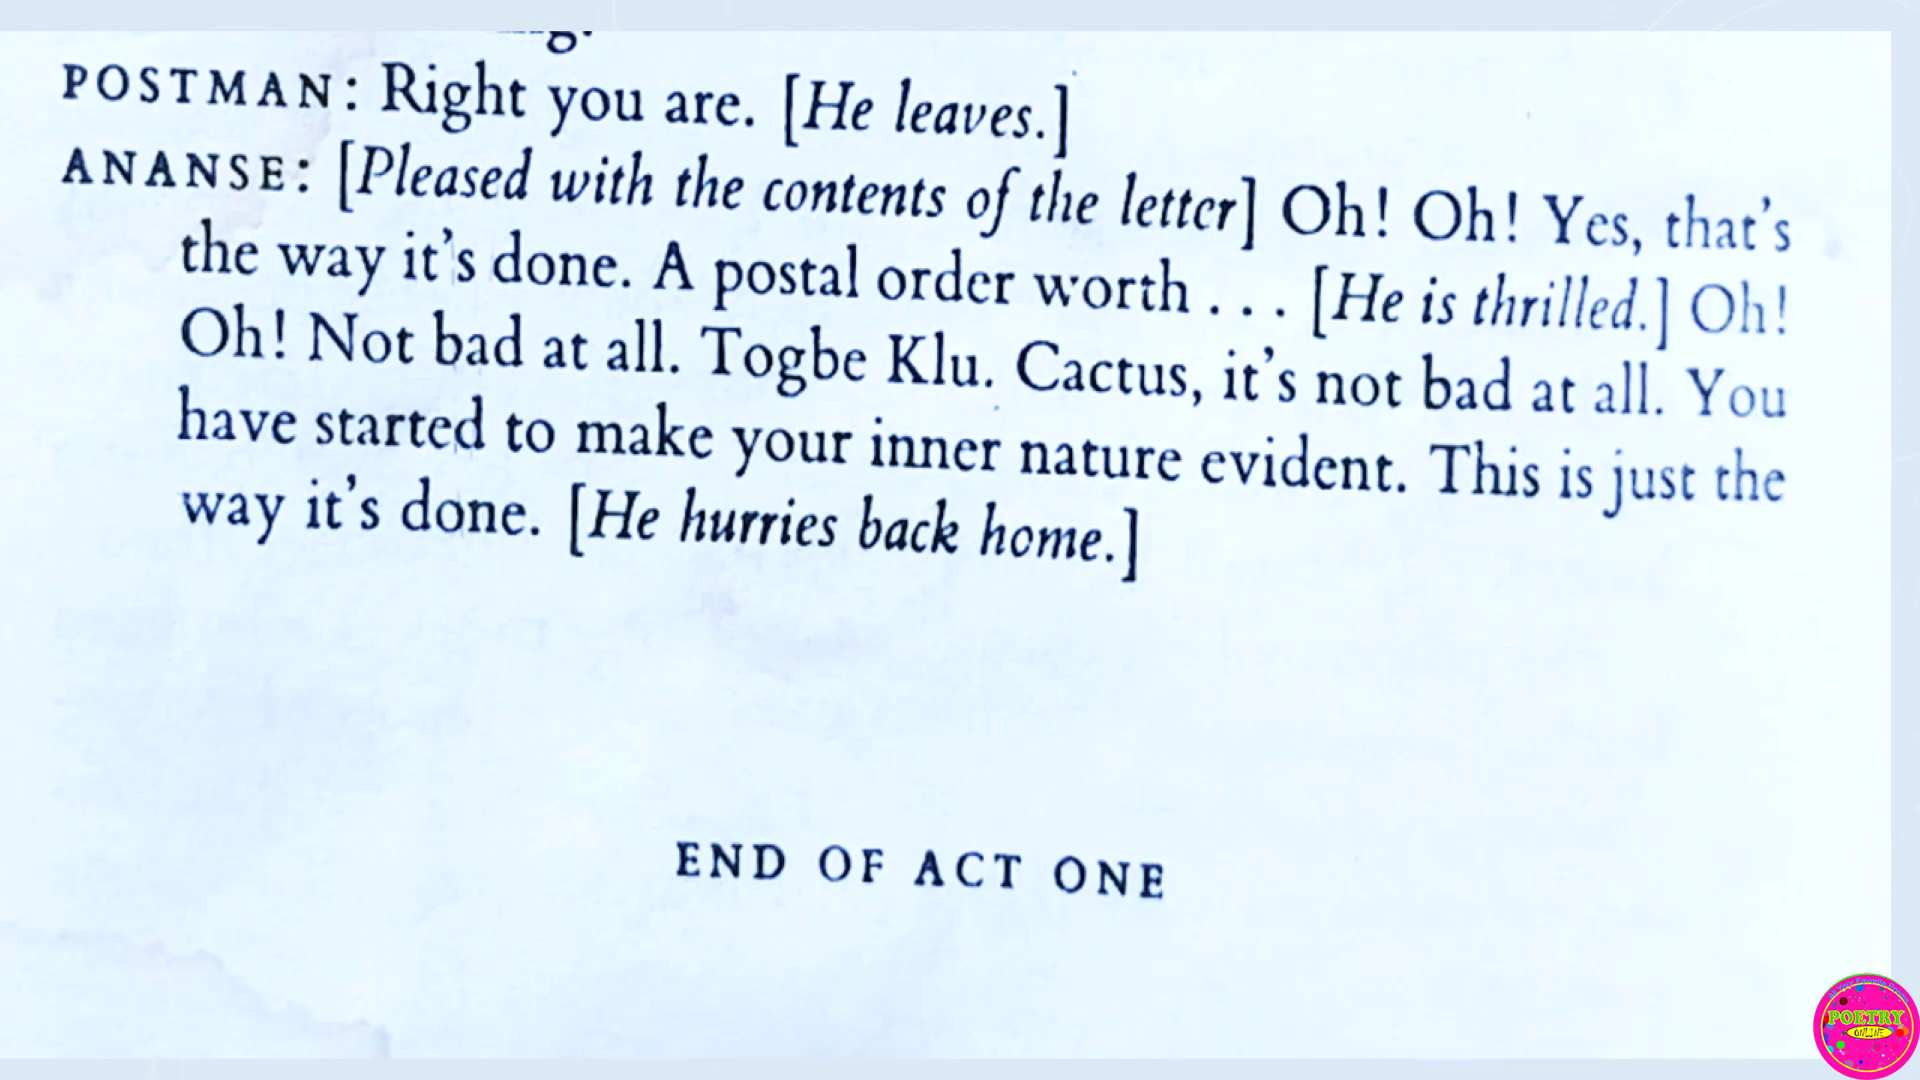 POSTMAN: Right you are. [He leaves.]
ANANSE: [Pleased with the contents of the letter] Oh! Oh! Yes, that's
the way it's done. A postal order worth . . . [He is thrilled.] Oh!
Oh! Not bad at all. Togbe Klu. Cactus, it's not bad at all. You
have started to make your inner nature evident. This is just the
way it's done. [He hurries back home.]
END OF ACT ONE
POETRY
ONLINE